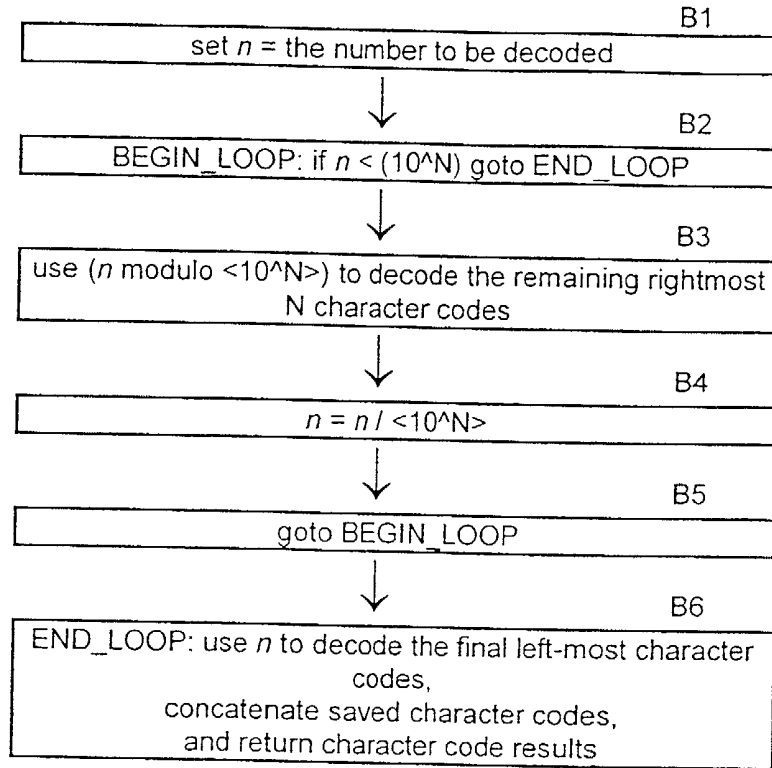 B1
set n = the number to be decoded
B2
BEGIN_LOOP: if n < (10^N) goto END_LOOP
B3
use (n modulo <10^N>) to decode the remaining rightmost
N character codes
B4
n = n / <10^N>
B5
goto BEGIN_LOOP
B6
END_LOOP: use n to decode the final left-most character
codes,
concatenate saved character codes,
and return character code results